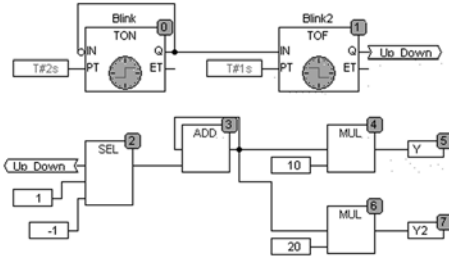 Blink
0
Blink2
1
TON
TOF
IN
Q
IN
Q
Up_Down
T#2s
PT
ET
T#1s
PT
ET
2
3
4
5
SEL
ADD
MUL
Y
Up_Down
10
1
6
7
MUL
-1
Y2
20